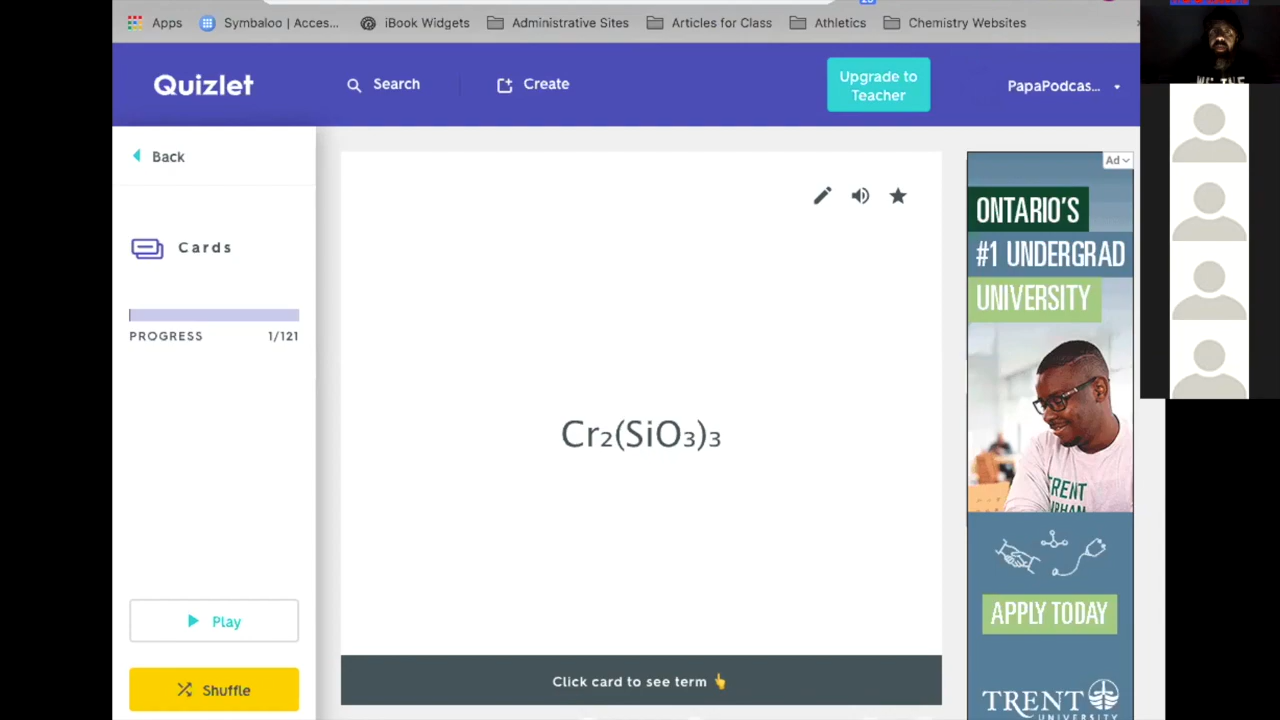 Apps
Symbaloo | Acces...
iBook Widgets
Administrative Sites
Articles for Class
Athletics
Chemistry Websites
Quizlet
Search
Create
Upgrade to
Teacher
PapaPodcas...
Back
Cards
PROGRESS 1/121
Play
Shuffle
Cr₂(SiO₃)₃
Click card to see term 👆
Ad
ONTARIO'S
#1 UNDERGRAD
UNIVERSITY
TRENT
APPLY TODAY
TRENT
UNIVERSITY